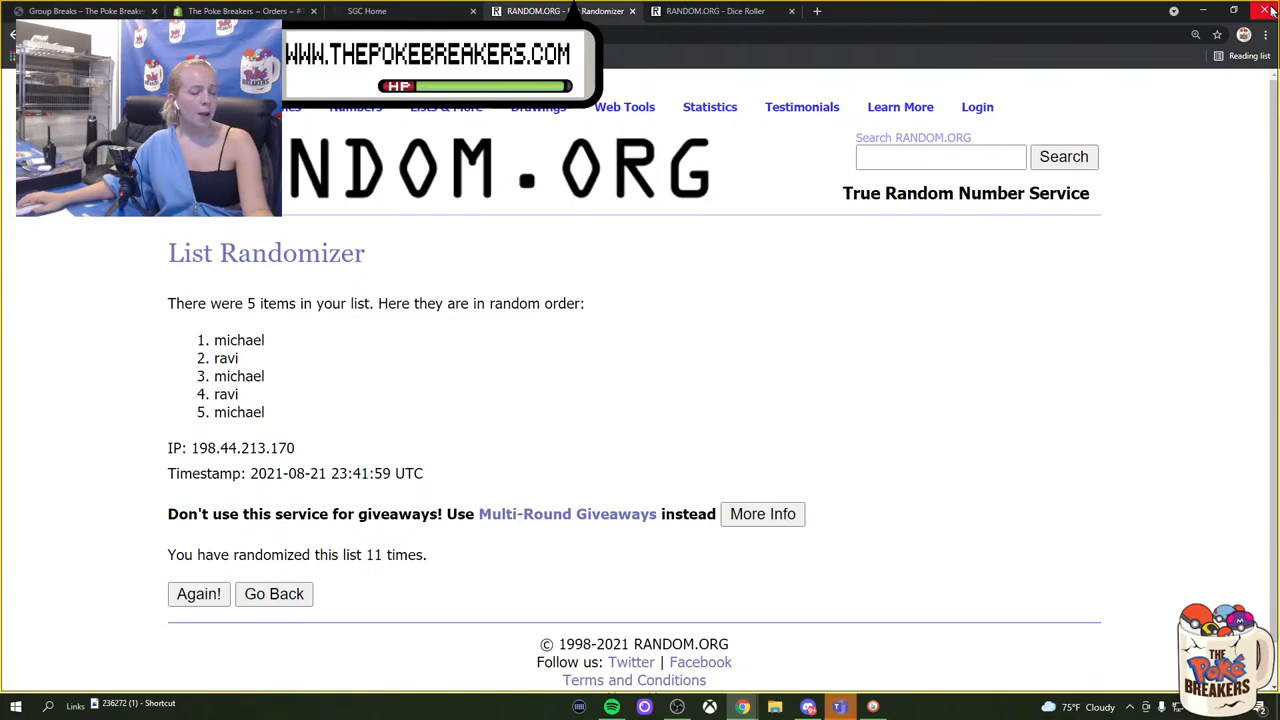 Group Breaks – The Poke Breake
The Poke Breakers ~ Orders ~ #1
SGC Home
RANDOM.ORG - L Randomizer
RANDOM.ORG - Dice Roller
WWW.THEPOKEBREAKERS.COM
HP
Reading list
Numbers Lists & More Drawings Web Tools Statistics Testimonials Learn More Login
Search RANDOM.ORG
NDOM.ORG
Search
True Random Number Service
List Randomizer
There were 5 items in your list. Here they are in random order:
1. michael
2. ravi
3. michael
4. ravi
5. michael
IP: 198.44.213.170
Timestamp: 2021-08-21 23:41:59 UTC
Don't use this service for giveaways! Use Multi-Round Giveaways instead More Info
You have randomized this list 11 times.
Again! Go Back
© 1998-2021 RANDOM.ORG
Follow us: Twitter | Facebook
Terms and Conditions
THE
POKÉ
BREAKERS
Links
236272 (1) - Shortcut
75°F Cloudy